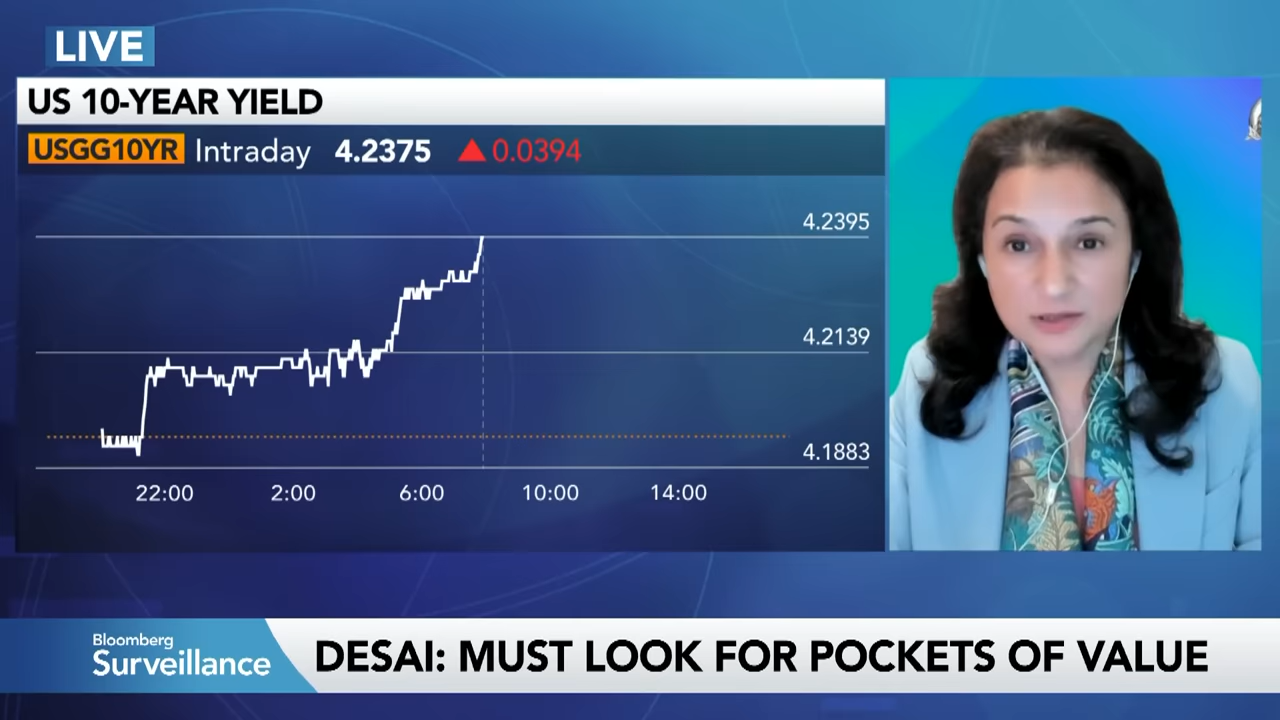 LIVE
US 10-YEAR YIELD
USGG10YR Intraday 4.2375 ▲ 0.0394
4.2395
4.2139
4.1883
22:00 2:00 6:00 10:00 14:00
Bloomberg
Surveillance
DESAI: MUST LOOK FOR POCKETS OF VALUE